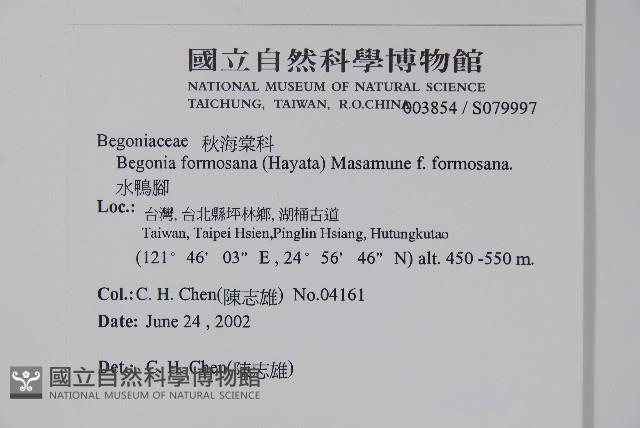 國立自然科學博物館
NATIONAL MUSEUM OF NATURAL SCIENCE
TAICHUNG, TAIWAN, R.O.CHINA 003854 / S079997
Begoniaceae 秋海棠科
Begonia formosana (Hayata) Masamune f. formosana.
水鴨腳
Loc.: 台灣, 台北縣坪林鄉, 湖桶古道
Taiwan, Taipei Hsien,Pinglin Hsiang, Hutungkutao
(121° 46' 03" E , 24° 56' 46" N) alt. 450 -550 m.
Col.: C. H. Chen(陳志雄) No.04161
Date: June 24 , 2002
Det.: C. H. Chen(陳志雄)
國立自然科學博物館
NATIONAL MUSEUM OF NATURAL SCIENCE